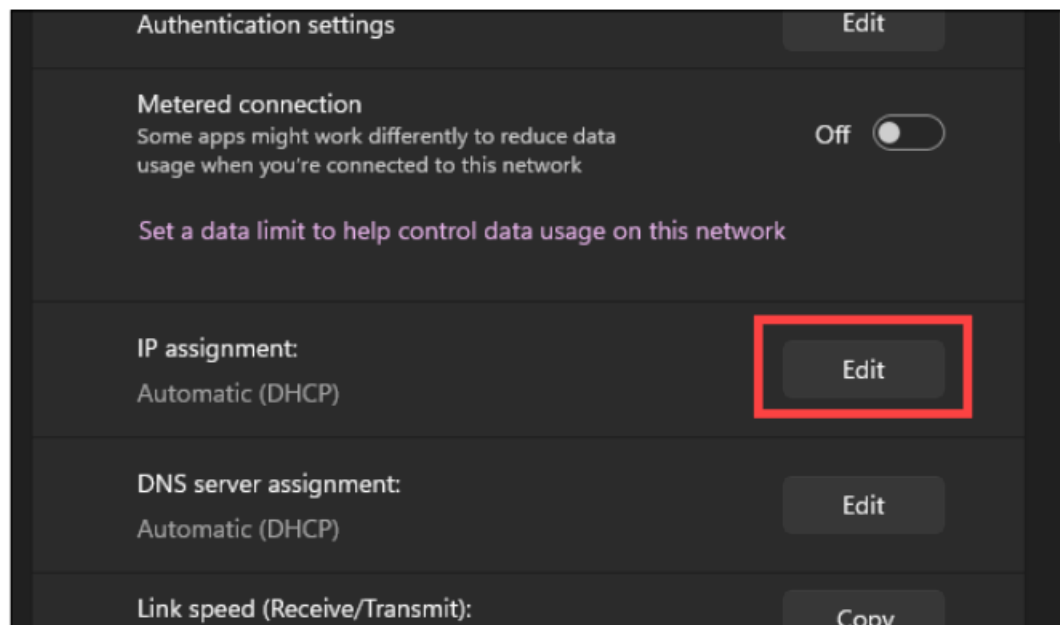 Authentication settings
Edit
Metered connection
Some apps might work differently to reduce data
usage when you're connected to this network
Off
Set a data limit to help control data usage on this network
IP assignment:
Automatic (DHCP)
Edit
DNS server assignment:
Automatic (DHCP)
Edit
Link speed (Receive/Transmit):
Copy